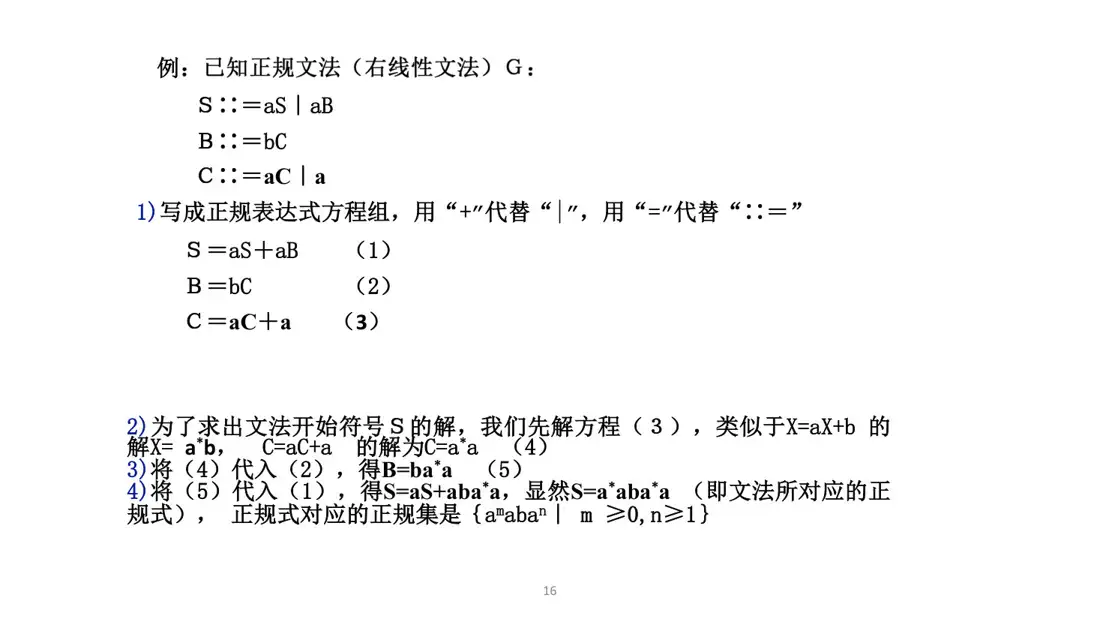 例：已知正规文法（右线性文法）G：
S∷＝aS｜aB
B∷＝bC
C∷＝aC｜a
1)写成正规表达式方程组，用“+”代替“|”，用“=”代替“∷＝”
S＝aS＋aB （1）
B＝bC （2）
C＝aC＋a （3）
2)为了求出文法开始符号S的解，我们先解方程（３），类似于X=aX+b 的
解X= a*b， C=aC+a 的解为C=a*a （4）
3)将（4）代入（2），得B=ba*a （5）
4)将（5）代入（1），得S=aS+aba*a，显然S=a*aba*a （即文法所对应的正
规式）， 正规式对应的正规集是｛aᵐabaⁿ｜ m ≥0,n≥1｝
16